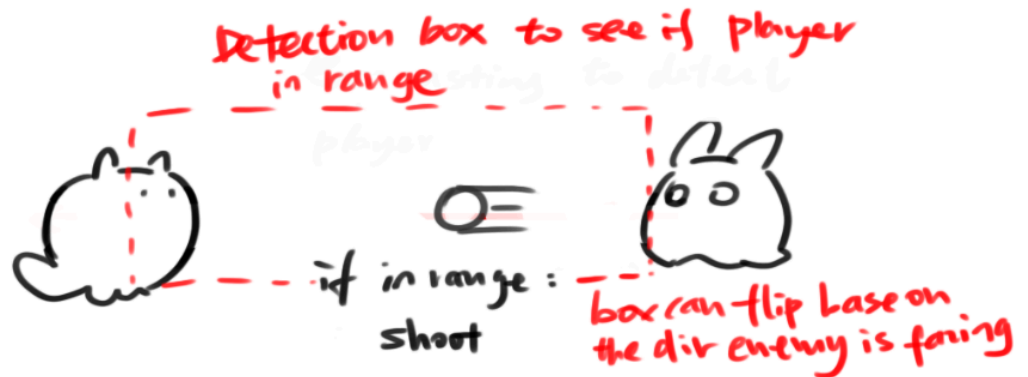 Detection box to see if player
in range
if in range :
shoot
box can flip base on
the dir enemy is facing